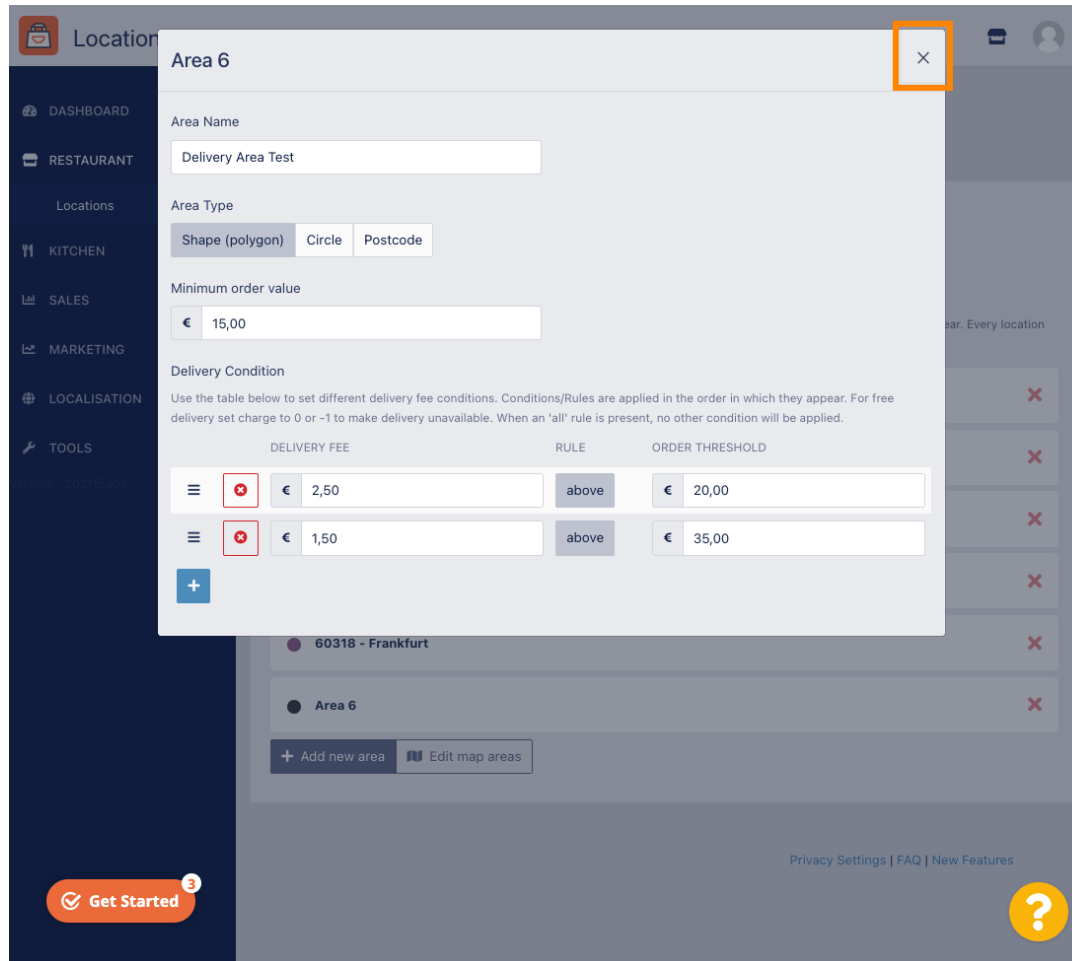 Location
Area 6
Area Name
DASHBOARD
Delivery Area Test
RESTAURANT
Locations
Area Type
Shape (polygon) Circle Postcode
KITCHEN
Minimum order value
SALES
€ 15,00
ear. Every location
MARKETING
Delivery Condition
LOCALISATION
Use the table below to set different delivery fee conditions. Conditions/Rules are applied in the order in which they appear. For free
delivery set charge to 0 or -1 to make delivery unavailable. When an 'all' rule is present, no other condition will be applied.
TOOLS
DELIVERY FEE RULE ORDER THRESHOLD
€ 2,50 above € 20,00
€ 1,50 above € 35,00
+
60318 - Frankfurt
Area 6
+ Add new area Edit map areas
Privacy Settings | FAQ | New Features
3
Get Started
?